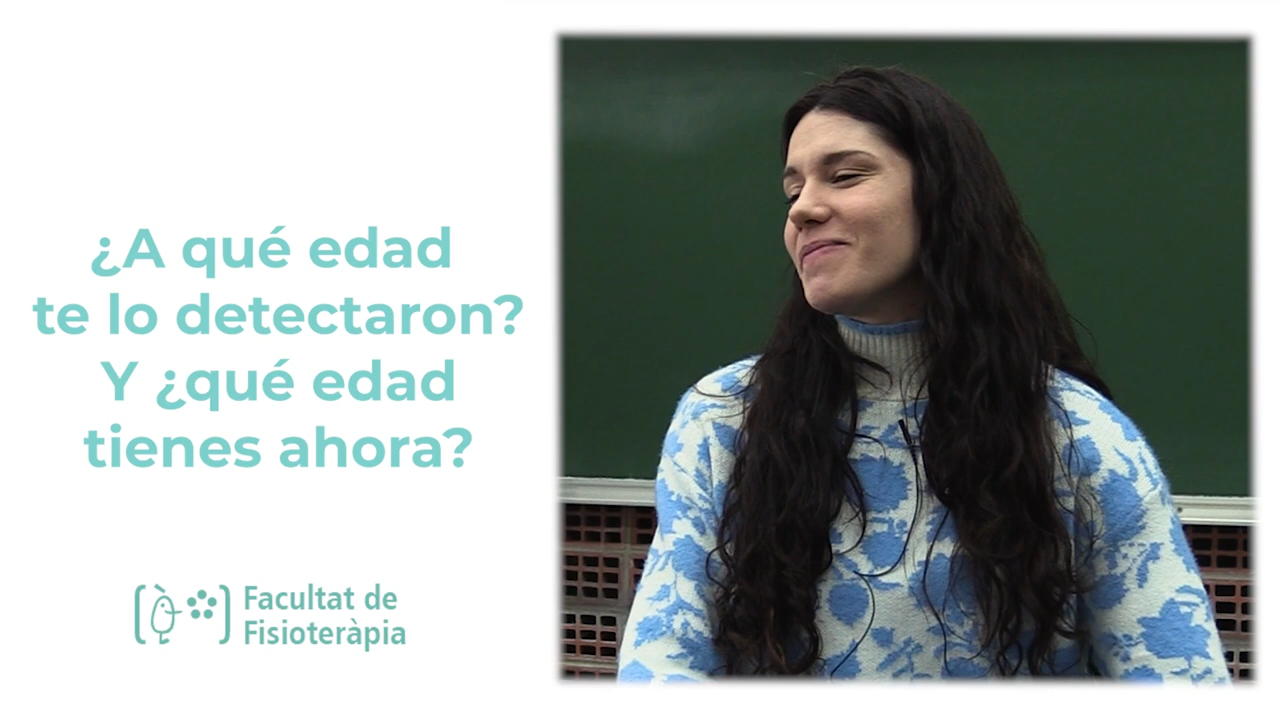 ¿A qué edad
te lo detectaron?
Y ¿qué edad
tienes ahora?
Facultat de
Fisioteràpia